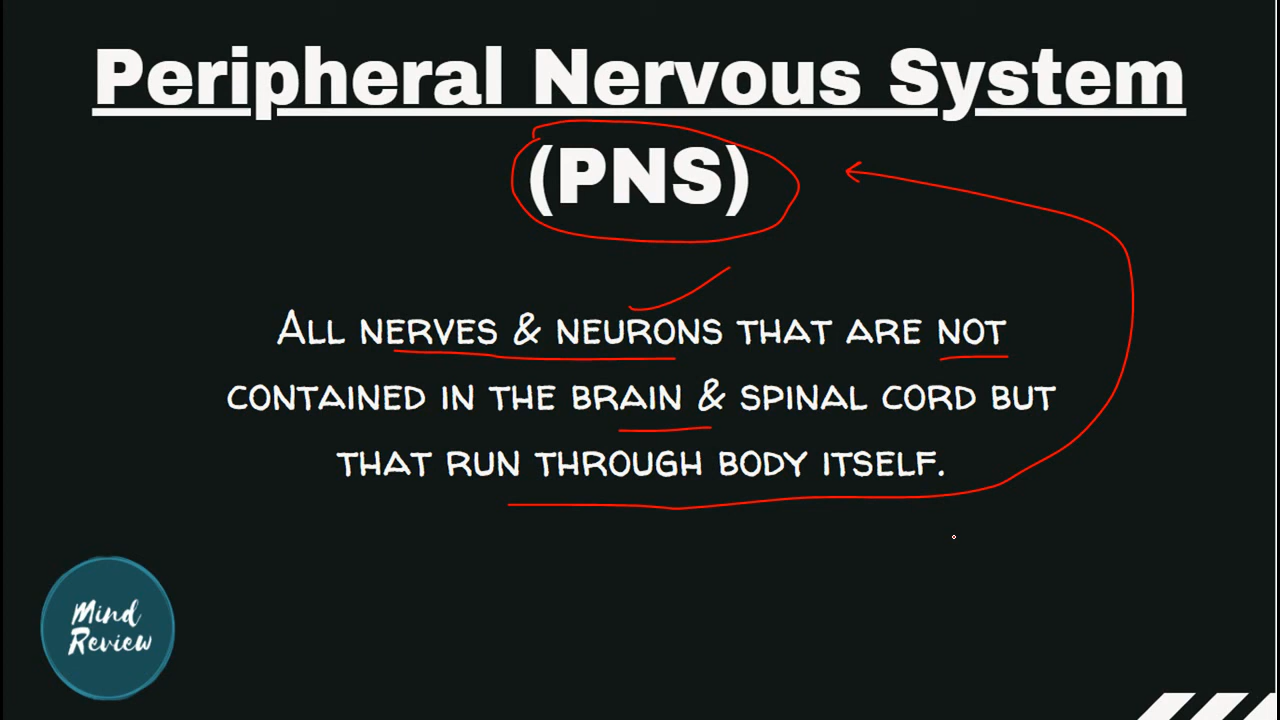 Peripheral Nervous System
(PNS)
All nerves & neurons that are not
contained in the brain & spinal cord but
that run through body itself.
Mind
Review